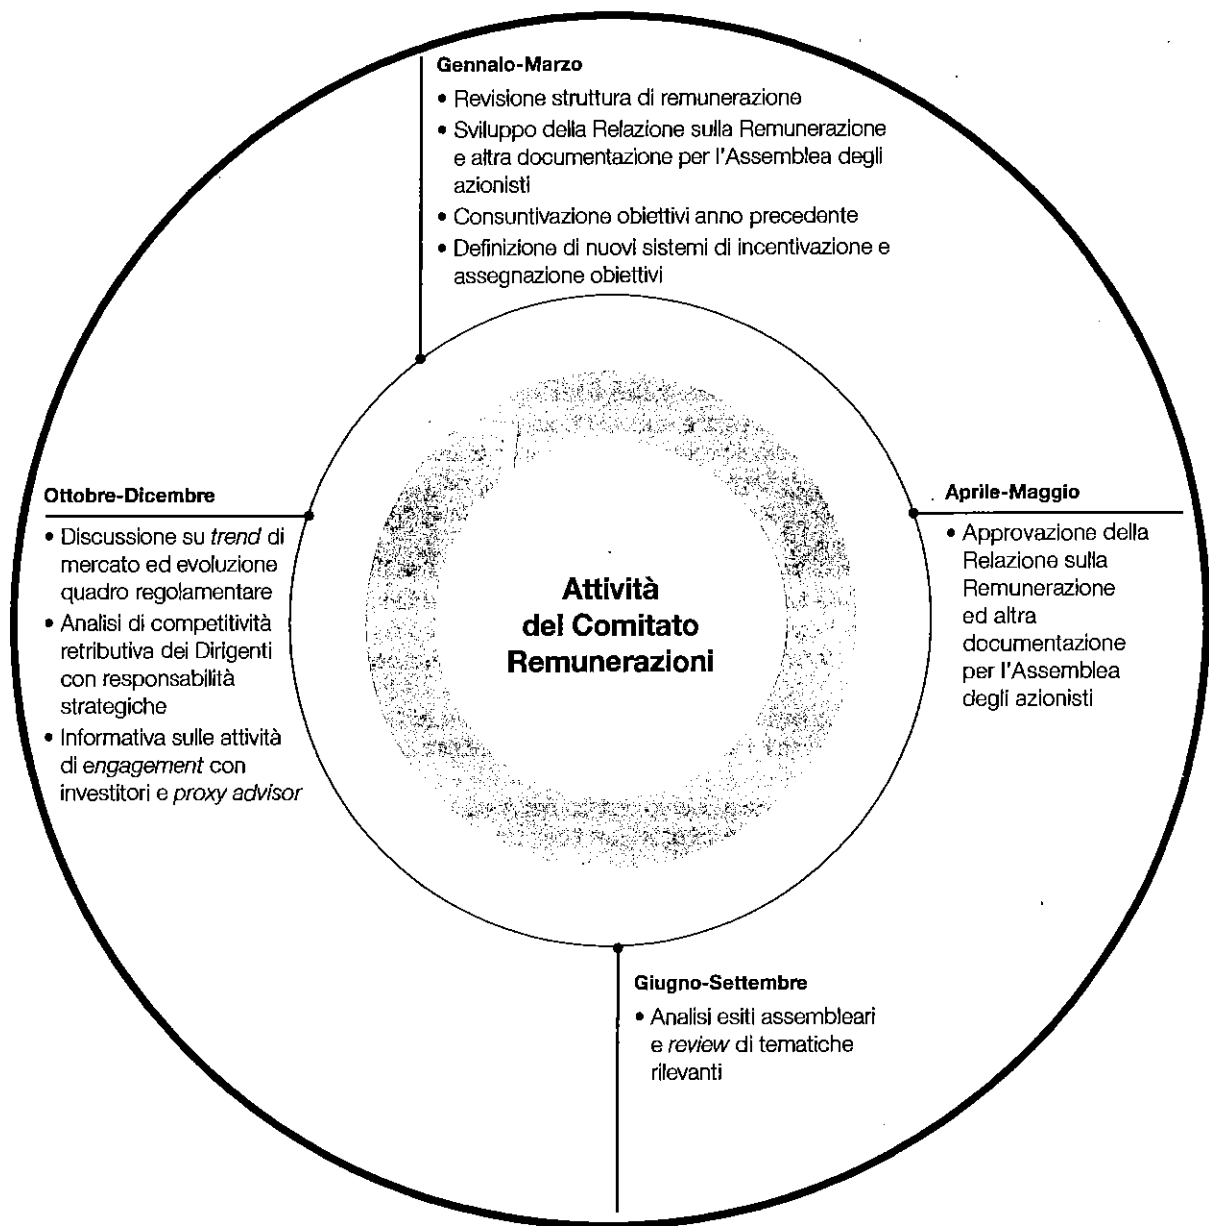 Gennaio-Marzo
• Revisione struttura di remunerazione
• Sviluppo della Relazione sulla Remunerazione
e altra documentazione per l'Assemblea degli
azionisti
• Consuntivazione obiettivi anno precedente
• Definizione di nuovi sistemi di incentivazione e
assegnazione obiettivi
Aprile-Maggio
• Approvazione della
Relazione sulla
Remunerazione
ed altra
documentazione
per l'Assemblea
degli azionisti
Giugno-Settembre
• Analisi esiti assembleari
e review di tematiche
rilevanti
Ottobre-Dicembre
• Discussione su trend di
mercato ed evoluzione
quadro regolamentare
• Analisi di competitività
retributiva dei Dirigenti
con responsabilità
strategiche
• Informativa sulle attività
di engagement con
investitori e proxy advisor
Attività
del Comitato
Remunerazioni